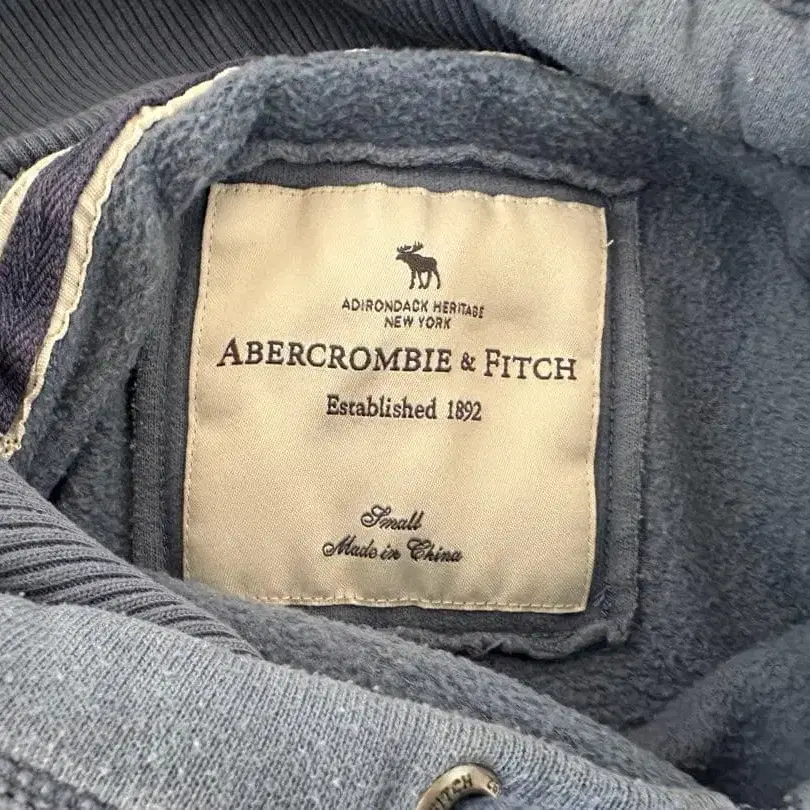 ADIRONDACK HERITAGE
NEW YORK
ABERCROMBIE & FITCH
Established 1892
Small
Made in China